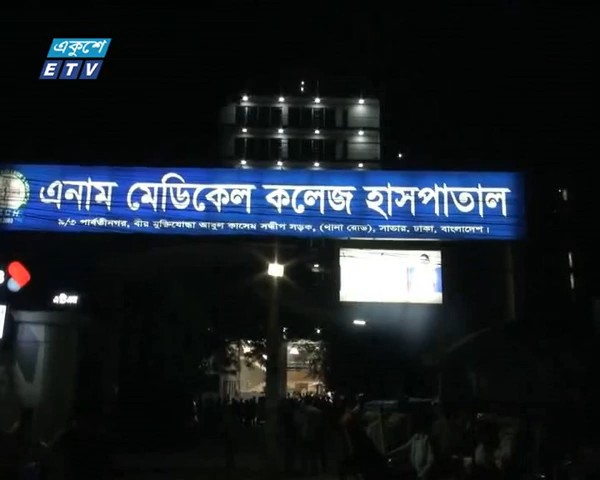 একুশে
ETV
এনাম মেডিকেল কলেজ হাসপাতাল
৯/৩ পার্বতীনগর, বীর মুক্তিযোদ্ধা আবুল কাসেম সন্দ্বীপ সড়ক, (থানা রোড), সাভার, ঢাকা, বাংলাদেশ।